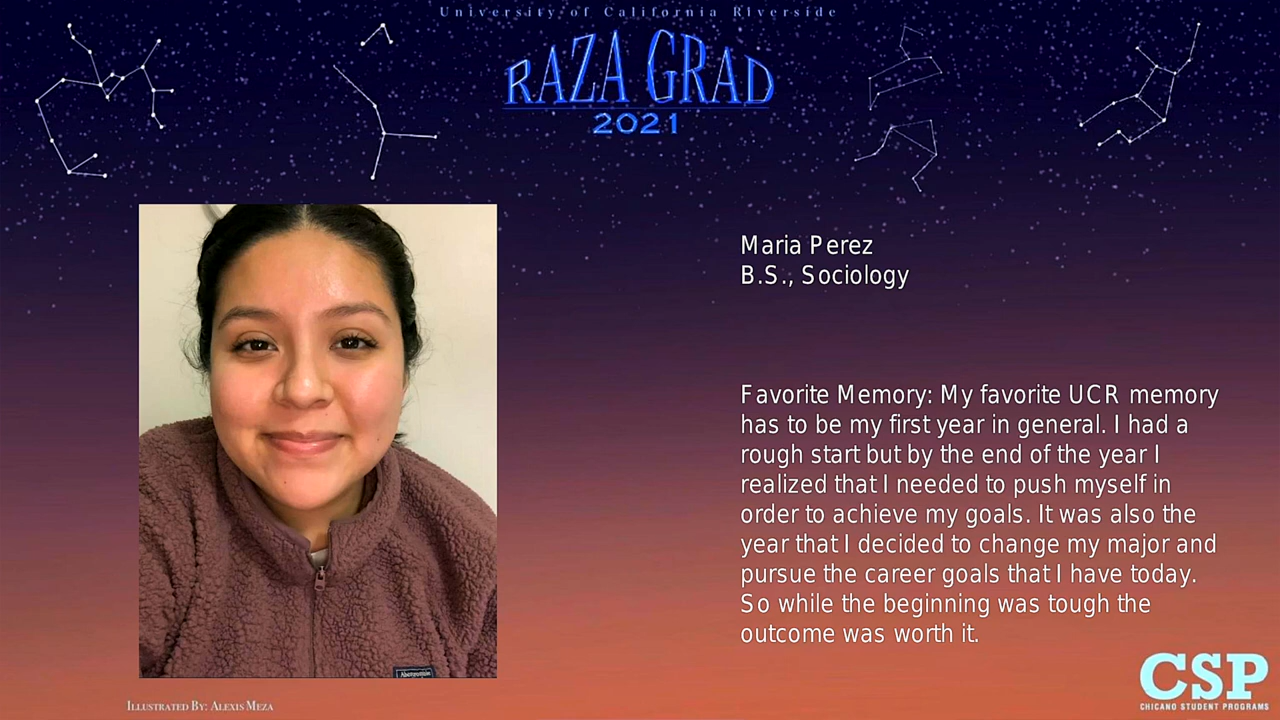 University of California Riverside
RAZA GRAD
2021
Maria Perez
B.S., Sociology
Favorite Memory: My favorite UCR memory
has to be my first year in general. I had a
rough start but by the end of the year I
realized that I needed to push myself in
order to achieve my goals. It was also the
year that I decided to change my major and
pursue the career goals that I have today.
So while the beginning was tough the
outcome was worth it.
Abercrombie
CSP
CHICANO STUDENT PROGRAMS
Illustrated By: Alexis Meza